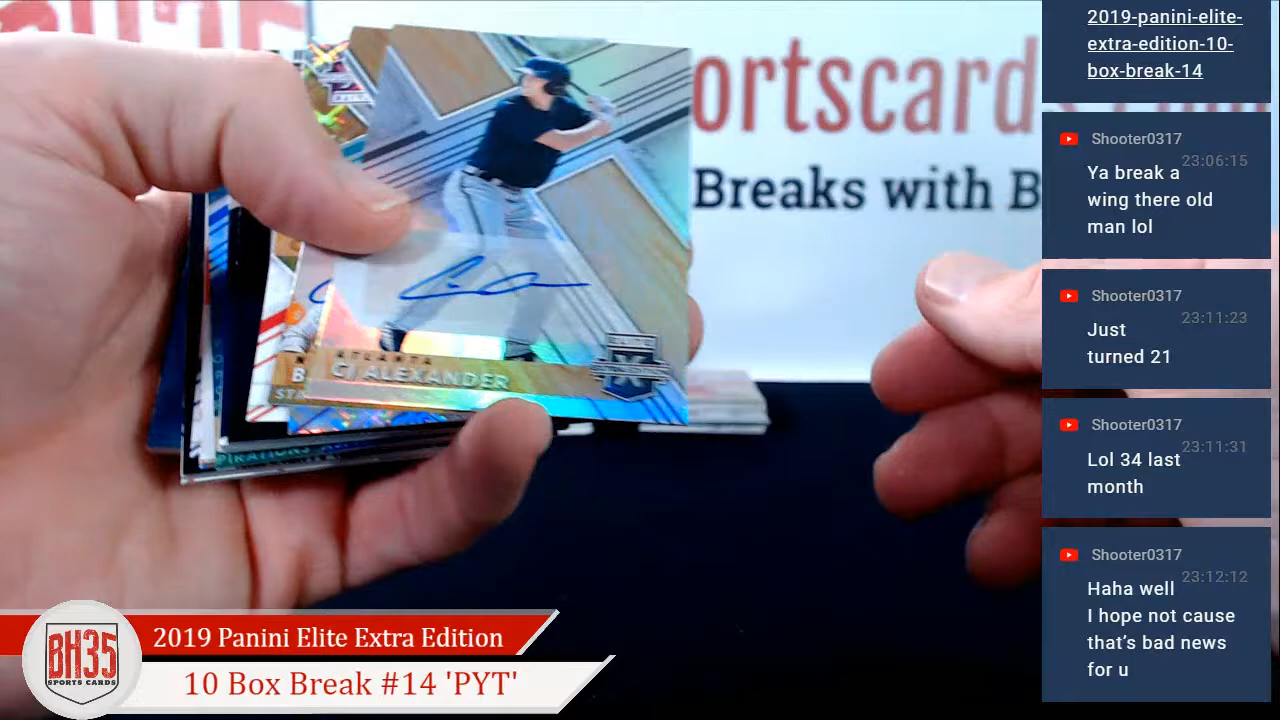 2019-panini-elite-
extra-edition-10-
box-break-14
ortscards
Breaks with B
Shooter0317
23:06:15
Ya break a
wing there old
man lol
Shooter0317
23:11:23
Just
turned 21
Shooter0317
23:11:31
Lol 34 last
month
Shooter0317
23:12:12
Haha well
I hope not cause
that's bad news
for u
ATLANTA
CJ ALEXANDER
B
STR
PIRATIONS
BH35
SPORTS CARDS
2019 Panini Elite Extra Edition
10 Box Break #14 'PYT'